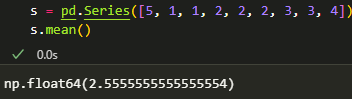 s = pd.Series([5, 1, 1, 2, 2, 2, 3, 3, 4])
s.mean()
0.0s
np.float64(2.5555555555555554)